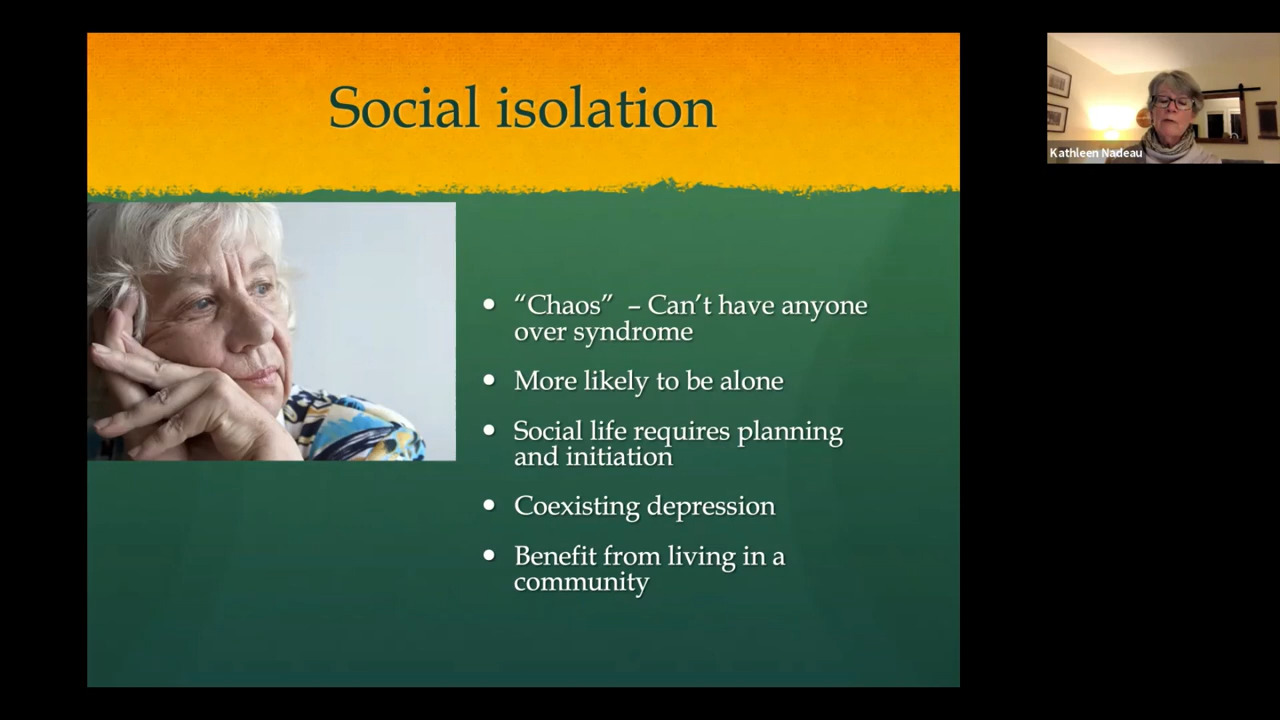 Social isolation
• “Chaos” – Can’t have anyone
over syndrome
• More likely to be alone
• Social life requires planning
and initiation
• Coexisting depression
• Benefit from living in a
community
Kathleen Nadeau